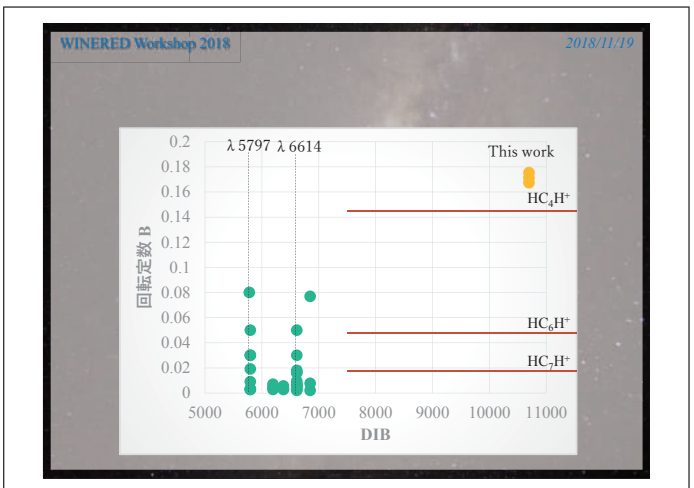 WINERED Workshop 2018
2018/11/19
λ 5797 λ 6614
This work
0.2
0.18
0.16
0.14
0.12
0.1
0.08
0.06
0.04
0.02
0
回転定数 B
HC₄H⁺
HC₆H⁺
HC₇H⁺
5000 6000 7000 8000 9000 10000 11000
DIB